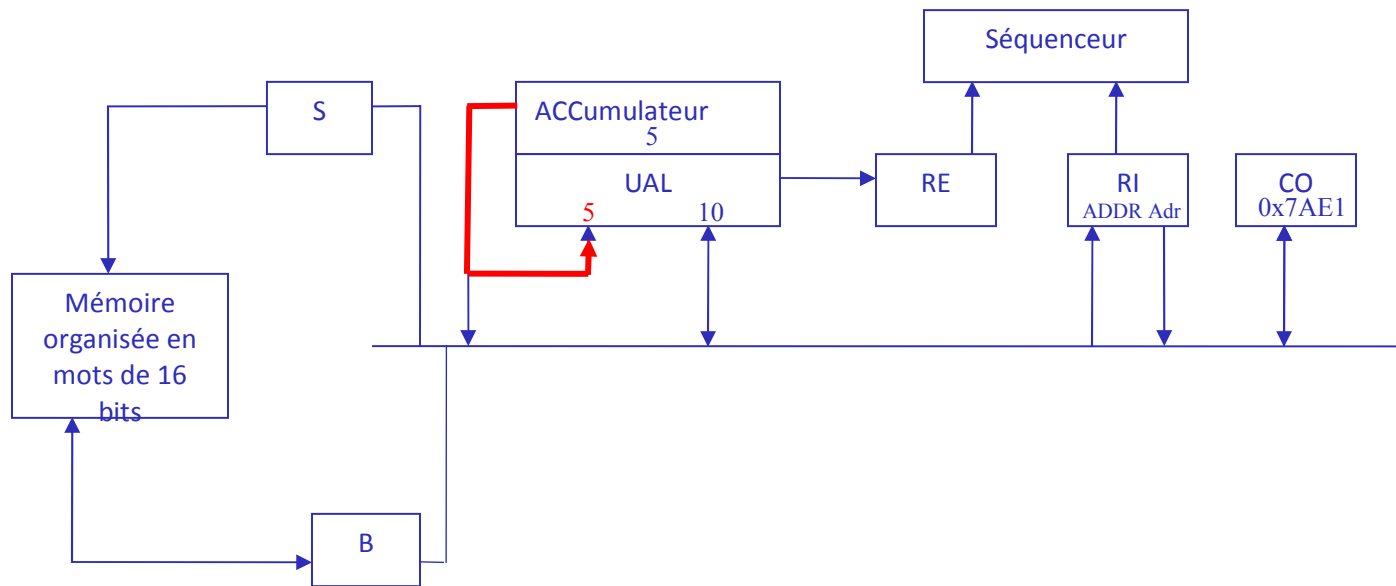 Séquenceur
S
ACCumulateur
5
UAL
5 10
RE
RI
ADDR Adr
CO
0x7AE1
Mémoire
organisée en
mots de 16
bits
B